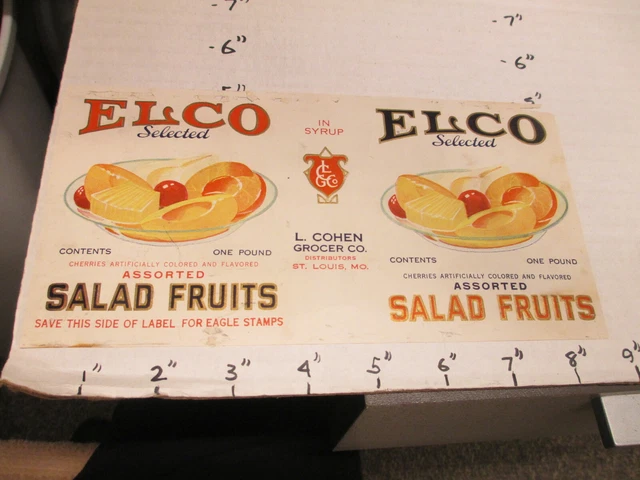 - 7"
- 6"
5"
- 7"
- 6"
5"
ELCO
Selected
CONTENTS ONE POUND
CHERRIES ARTIFICIALLY COLORED AND FLAVORED
ASSORTED
SALAD FRUITS
SAVE THIS SIDE OF LABEL FOR EAGLE STAMPS
IN
SYRUP
L. COHEN
GROCER CO.
DISTRIBUTORS
ST. LOUIS, MO.
ELCO
Selected
CONTENTS ONE POUND
CHERRIES ARTIFICIALLY COLORED AND FLAVORED
ASSORTED
SALAD FRUITS
1" 2" 3" 4" 5" 6" 7" 8" 9"